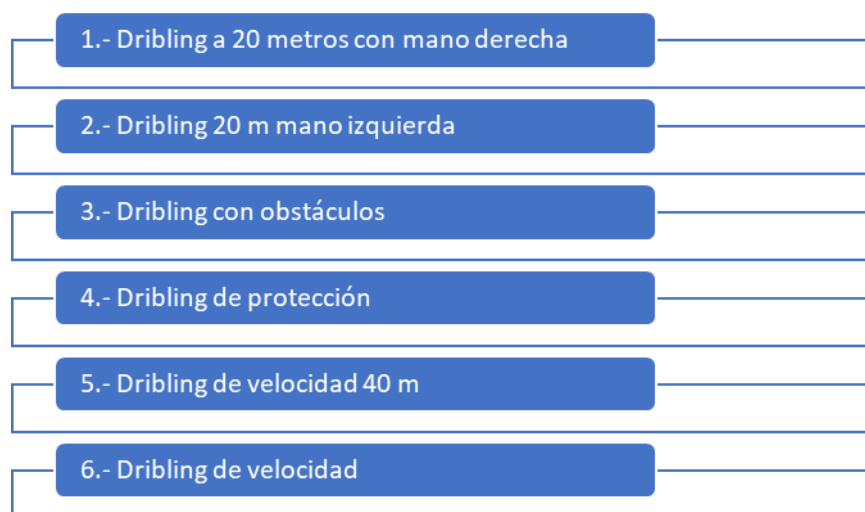 1.- Dribling a 20 metros con mano derecha
2.- Dribling 20 m mano izquierda
3.- Dribling con obstáculos
4.- Dribling de protección
5.- Dribling de velocidad 40 m
6.- Dribling de velocidad